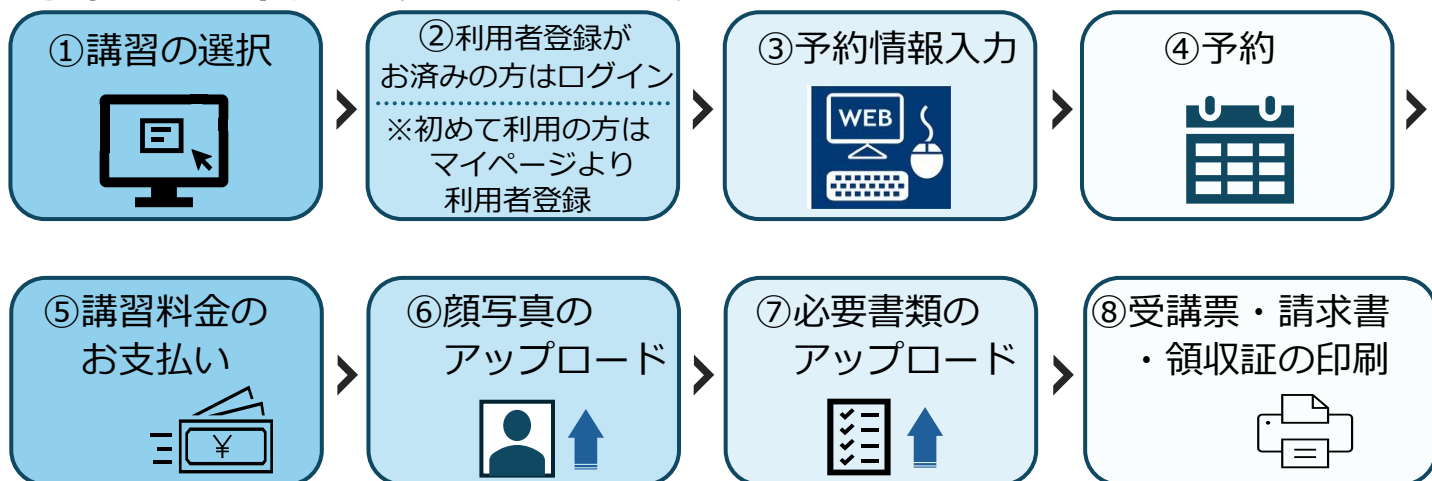 ①講習の選択
②利用者登録が
お済みの方はログイン
※初めて利用の方は
マイページより
利用者登録
③予約情報入力
WEB
④予約
⑤講習料金の
お支払い
¥
⑥顔写真の
アップロード
⑦必要書類の
アップロード
⑧受講票・請求書
・領収証の印刷